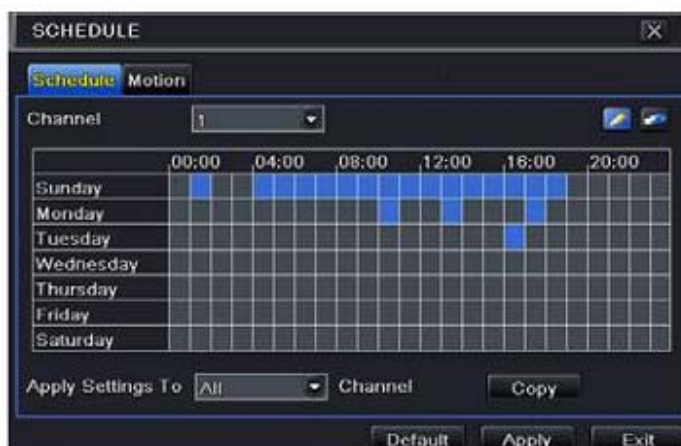 SCHEDULE
Schedule Motion
Channel 1
00:00 04:00 08:00 12:00 16:00 20:00
Sunday
Monday
Tuesday
Wednesday
Thursday
Friday
Saturday
Apply Settings To All Channel Copy
Default Apply Exit